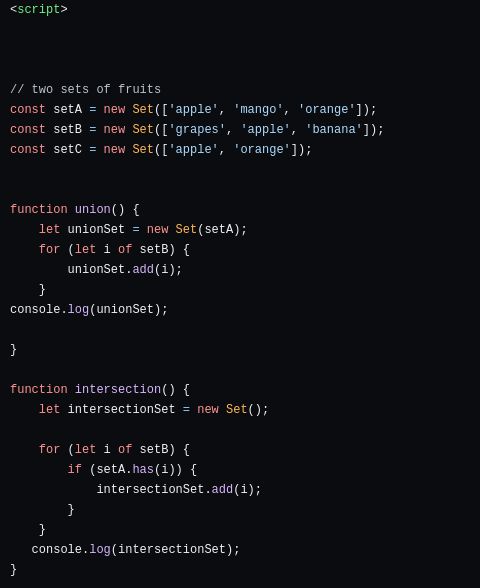 <script>
// two sets of fruits
const setA = new Set(['apple', 'mango', 'orange']);
const setB = new Set(['grapes', 'apple', 'banana']);
const setC = new Set(['apple', 'orange']);
function union() {
    let unionSet = new Set(setA);
    for (let i of setB) {
        unionSet.add(i);
    }
console.log(unionSet);
}
function intersection() {
    let intersectionSet = new Set();
    for (let i of setB) {
        if (setA.has(i)) {
            intersectionSet.add(i);
        }
    }
   console.log(intersectionSet);
}